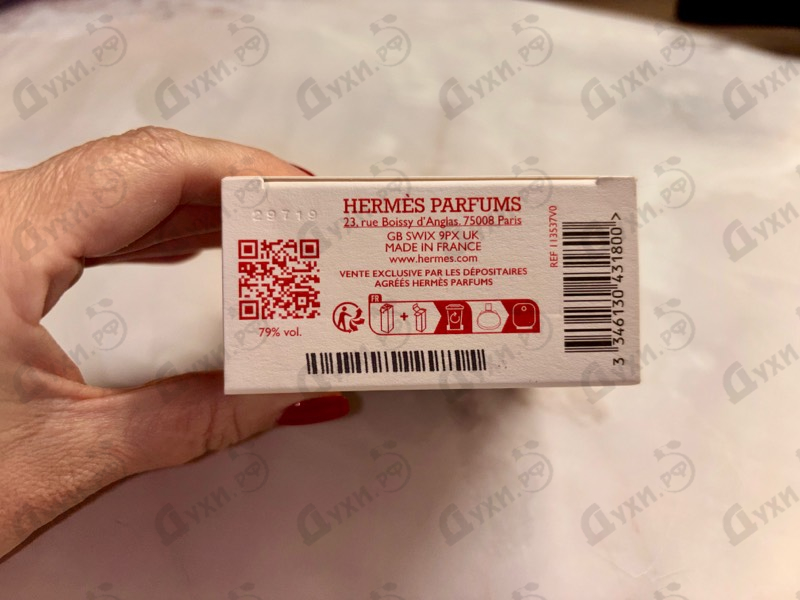 29719
HERMÈS PARFUMS
23, rue Boissy d'Anglas, 75008 Paris
GB SW1X 9PX UK
MADE IN FRANCE
www.hermes.com
VENTE EXCLUSIVE PAR LES DÉPOSITAIRES
AGRÉÉS HERMÈS PARFUMS
FR
+
79% vol.
REF 113537V0
3 346130 431800 >
Духи.РФ